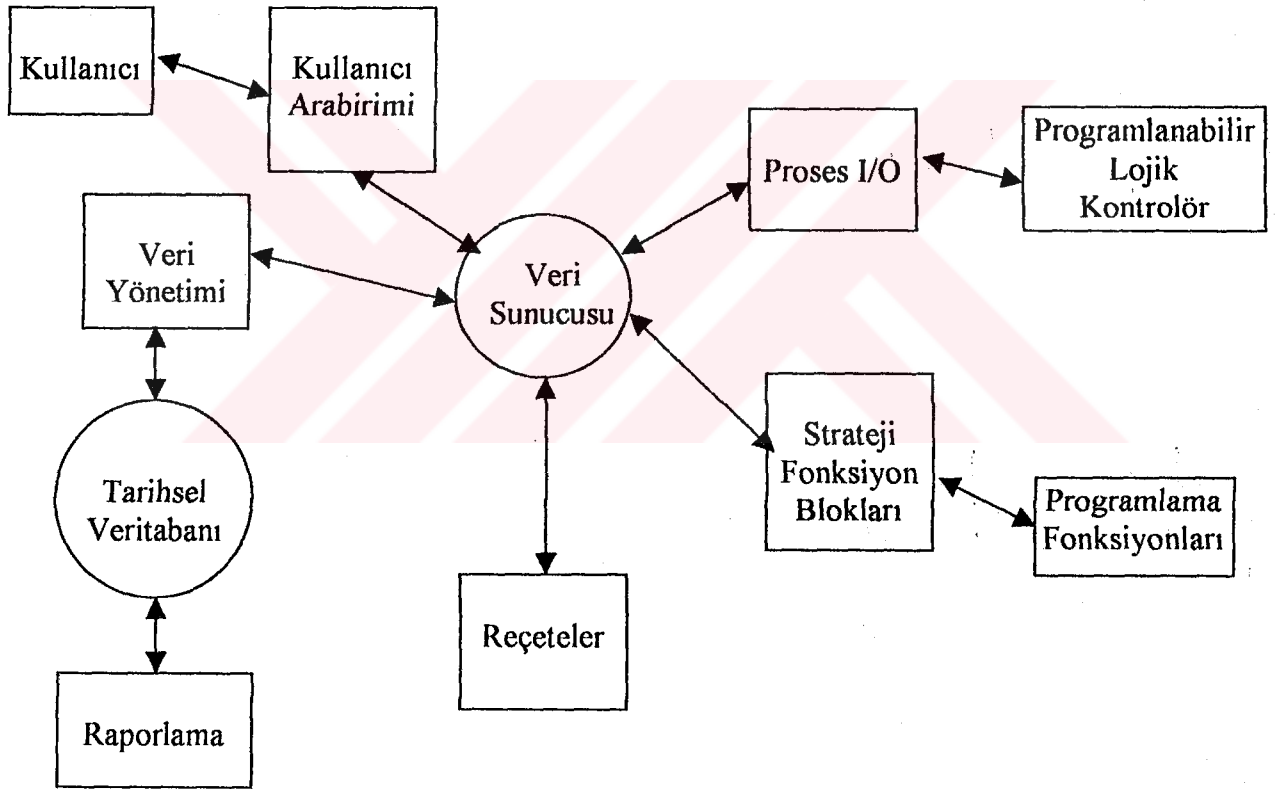 Kullanıcı
Kullanıcı
Arabirimi
Proses I/O
Programlanabilir
Lojik
Kontrolör
Veri
Yönetimi
Veri
Sunucusu
Strateji
Fonksiyon
Blokları
Programlama
Fonksiyonları
Tarihsel
Veritabanı
Reçeteler
Raporlama